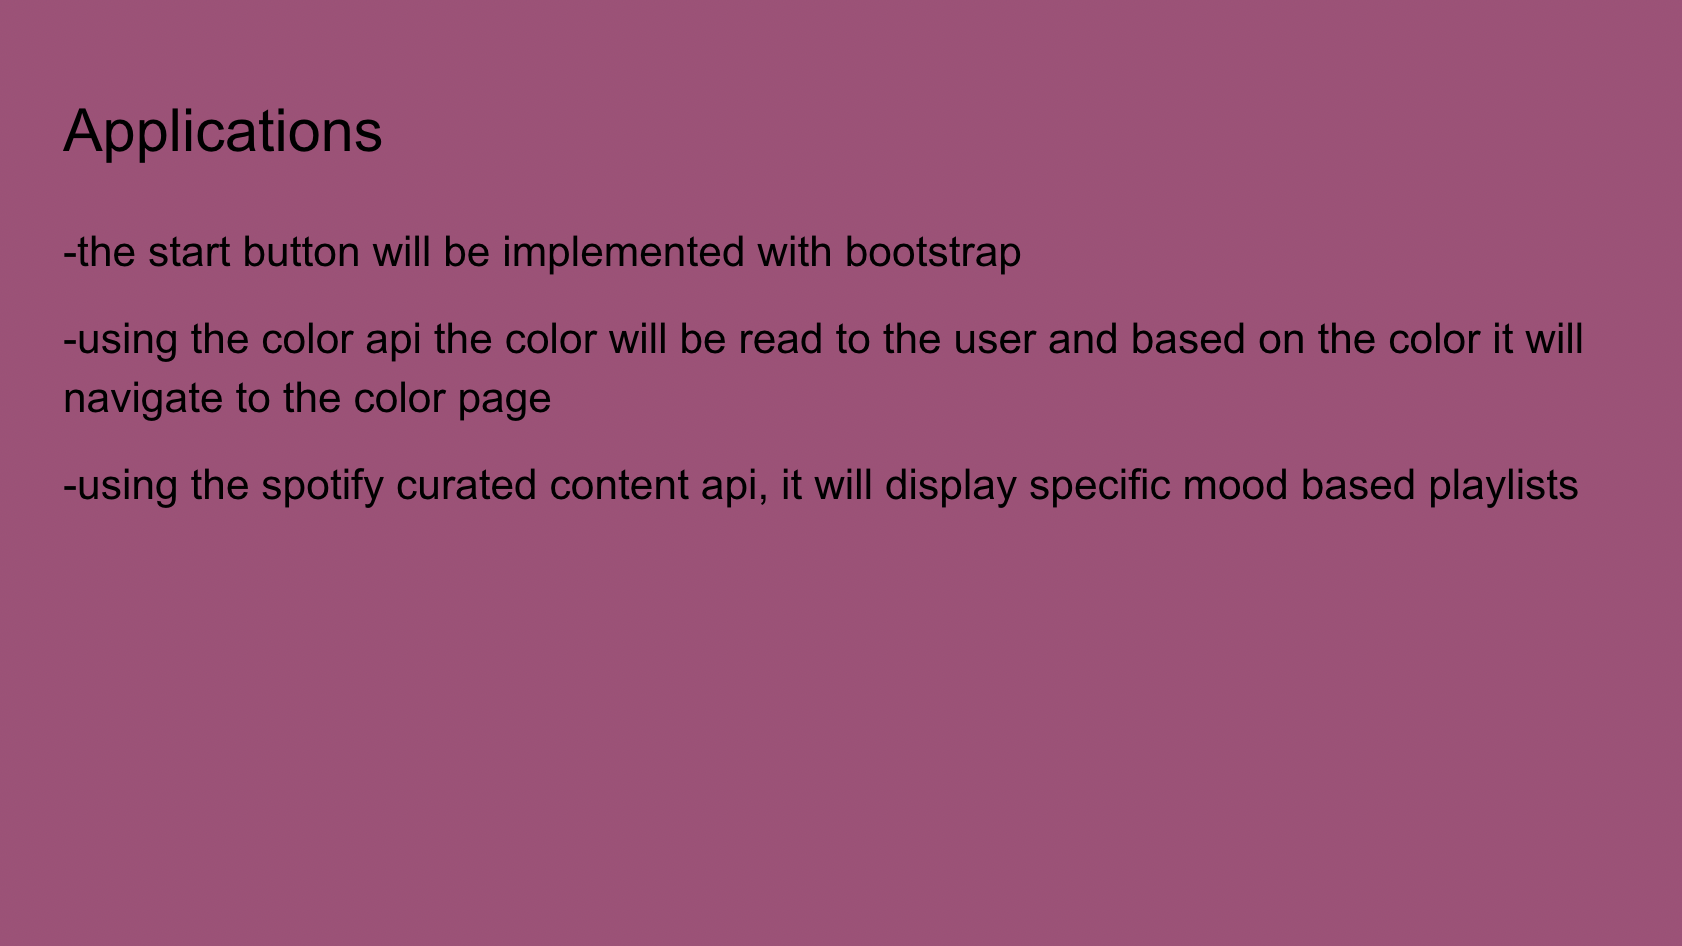 Applications
-the start button will be implemented with bootstrap
-using the color api the color will be read to the user and based on the color it will
navigate to the color page
-using the spotify curated content api, it will display specific mood based playlists